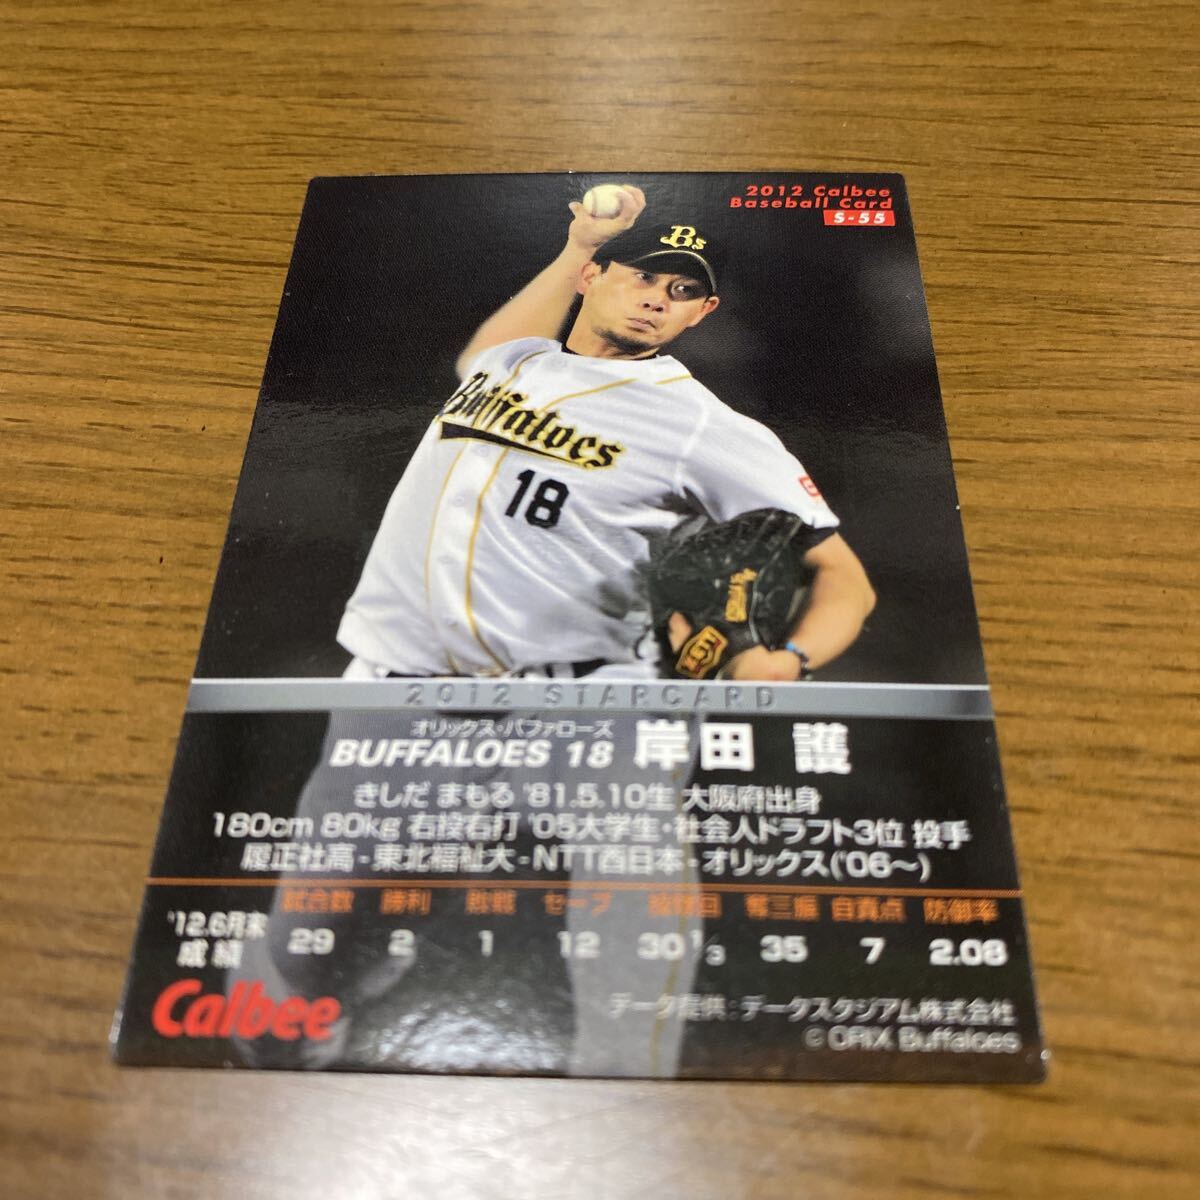 2012 Calbee
Baseball Card
S-55
Bs
Buffaloes
18
2012 STARCARD
オリックス・バファローズ
BUFFALOES 18 岸田 護
きしだ まもる '81.5.10生 大阪府出身
180cm 80kg 右投右打 '05大学生・社会人ドラフト3位 投手
履正社高-東北福祉大-NTT西日本-オリックス('06～)
試合数 勝利 敗戦 セーブ 投球回 奪三振 自責点 防御率
'12.6月末成績 29 2 1 12 30 1/3 35 7 2.08
Calbee
データ提供：データスタジアム株式会社
© ORIX Buffaloes